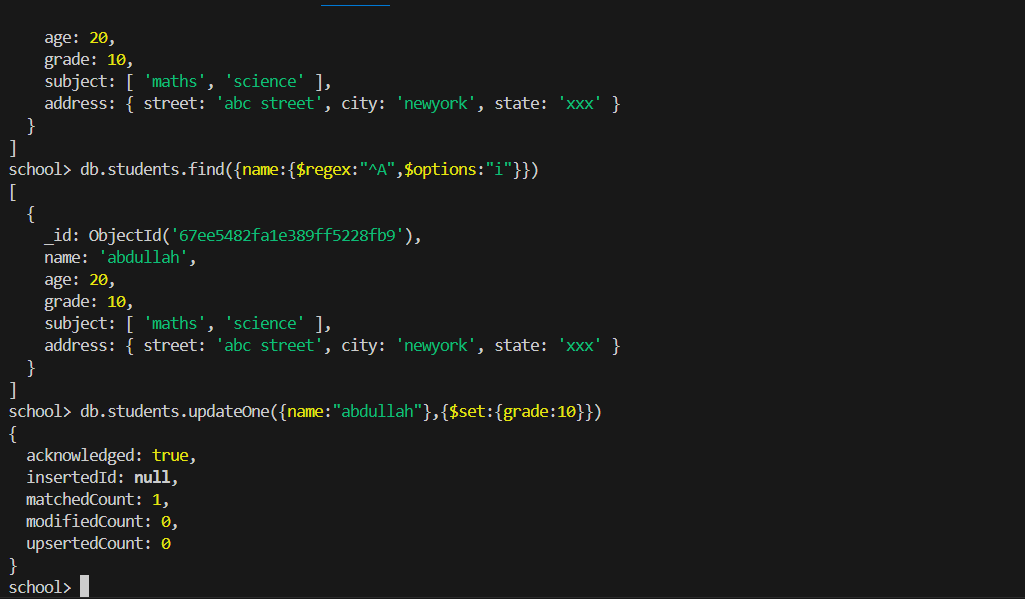 age: 20,
grade: 10,
subject: [ 'maths', 'science' ],
address: { street: 'abc street', city: 'newyork', state: 'xxx' }
}
]
school> db.students.find({name:{$regex:"^A",$options:"i"}})
[
{
_id: ObjectId('67ee5482fa1e389ff5228fb9'),
name: 'abdullah',
age: 20,
grade: 10,
subject: [ 'maths', 'science' ],
address: { street: 'abc street', city: 'newyork', state: 'xxx' }
}
]
school> db.students.updateOne({name:"abdullah"},{$set:{grade:10}})
{
acknowledged: true,
insertedId: null,
matchedCount: 1,
modifiedCount: 0,
upsertedCount: 0
}
school>